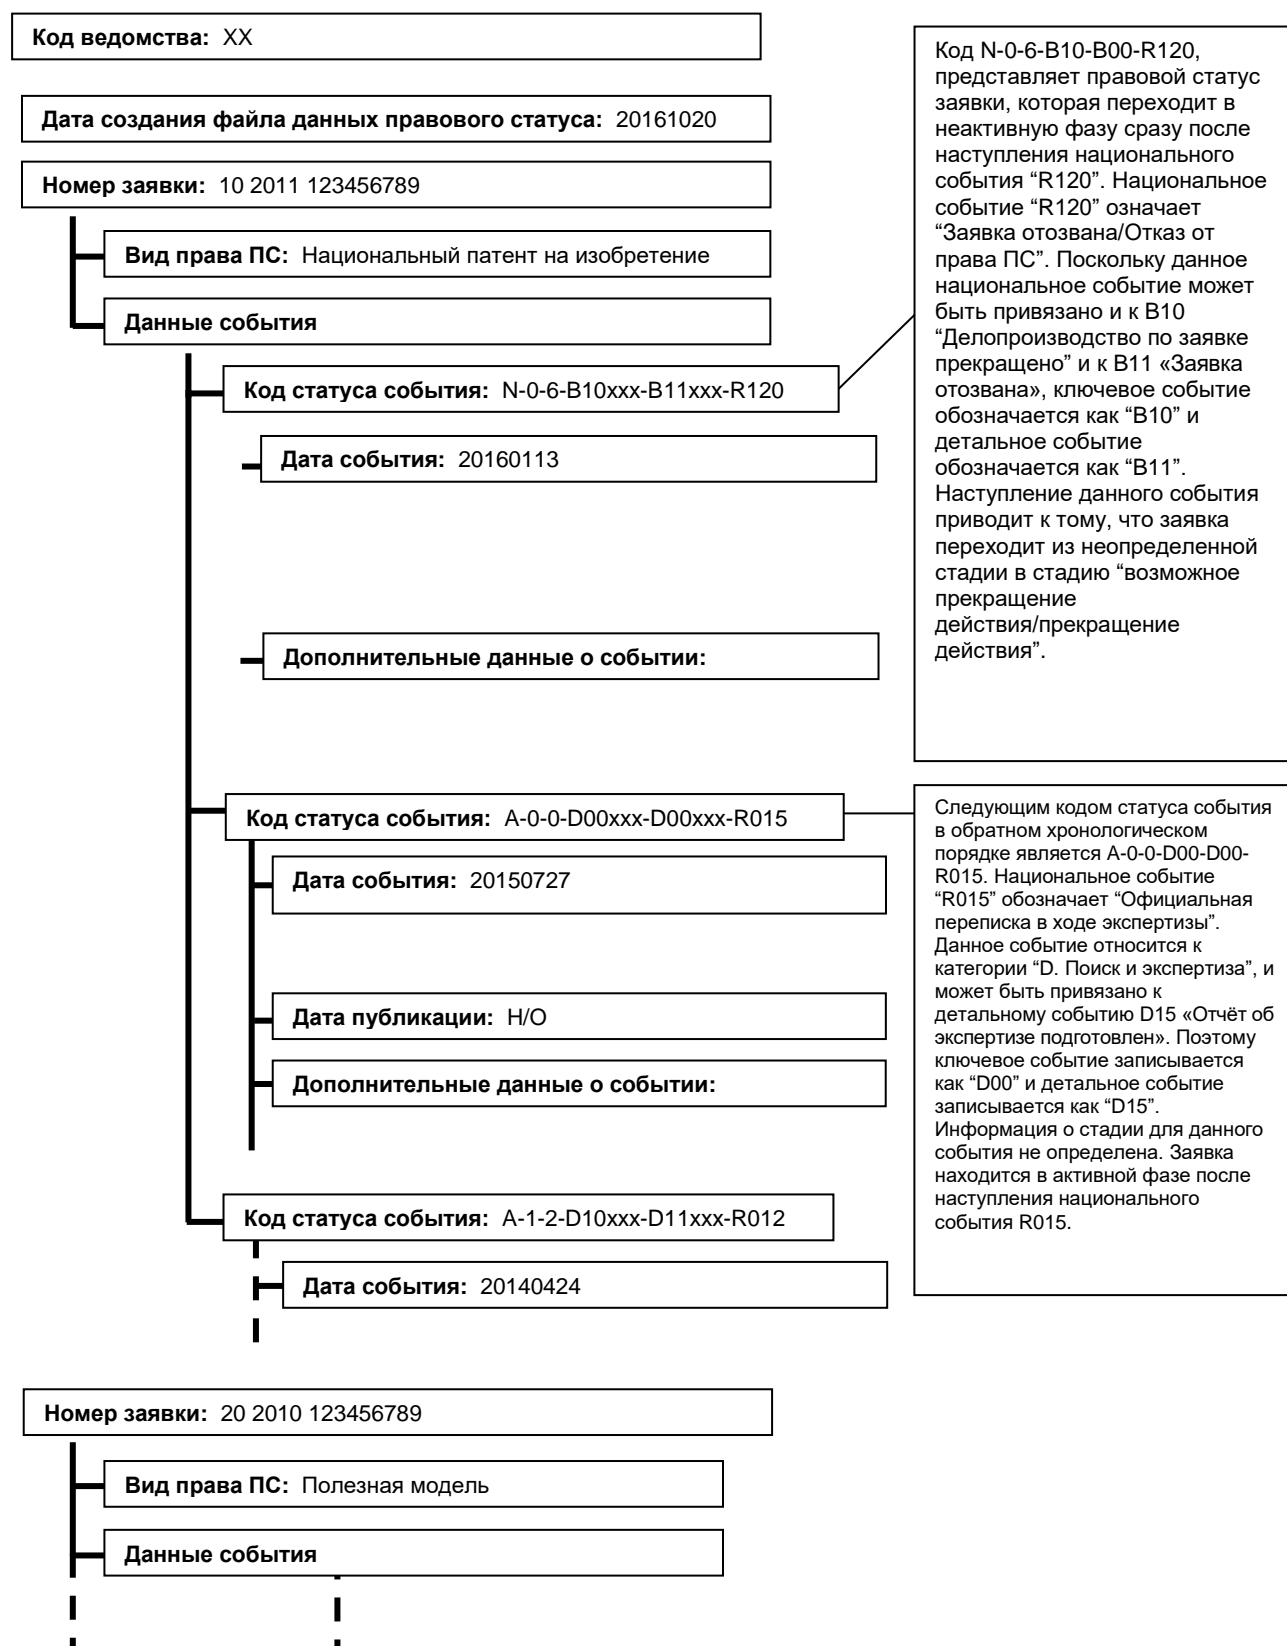 Код ведомства: XX
Дата создания файла данных правового статуса: 20161020
Номер заявки: 10 2011 123456789
Вид права ПС: Национальный патент на изобретение
Данные события
Код статуса события: N-0-6-B10xxx-B11xxx-R120
Дата события: 20160113
Дополнительные данные о событии:
Код N-0-6-B10-B00-R120,
представляет правовой статус
заявки, которая переходит в
неактивную фазу сразу после
наступления национального
события “R120”. Национальное
событие “R120” означает
“Заявка отозвана/Отказ от
права ПС”. Поскольку данное
национальное событие может
быть привязано и к B10
“Делопроизводство по заявке
прекращено” и к B11 «Заявка
отозвана», ключевое событие
обозначается как “B10” и
детальное событие
обозначается как “B11”.
Наступление данного события
приводит к тому, что заявка
переходит из неопределенной
стадии в стадию “возможное
прекращение
действия/прекращение
действия”.
Код статуса события: A-0-0-D00xxx-D00xxx-R015
Дата события: 20150727
Дата публикации: Н/О
Дополнительные данные о событии:
Следующим кодом статуса события
в обратном хронологическом
порядке является A-0-0-D00-D00-
R015. Национальное событие
“R015” обозначает “Официальная
переписка в ходе экспертизы”.
Данное событие относится к
категории “D. Поиск и экспертиза”, и
может быть привязано к
детальному событию D15 «Отчёт об
экспертизе подготовлен». Поэтому
ключевое событие записывается
как “D00” и детальное событие
записывается как “D15”.
Информация о стадии для данного
события не определена. Заявка
находится в активной фазе после
наступления национального
события R015.
Код статуса события: A-1-2-D10xxx-D11xxx-R012
Дата события: 20140424
Номер заявки: 20 2010 123456789
Вид права ПС: Полезная модель
Данные события